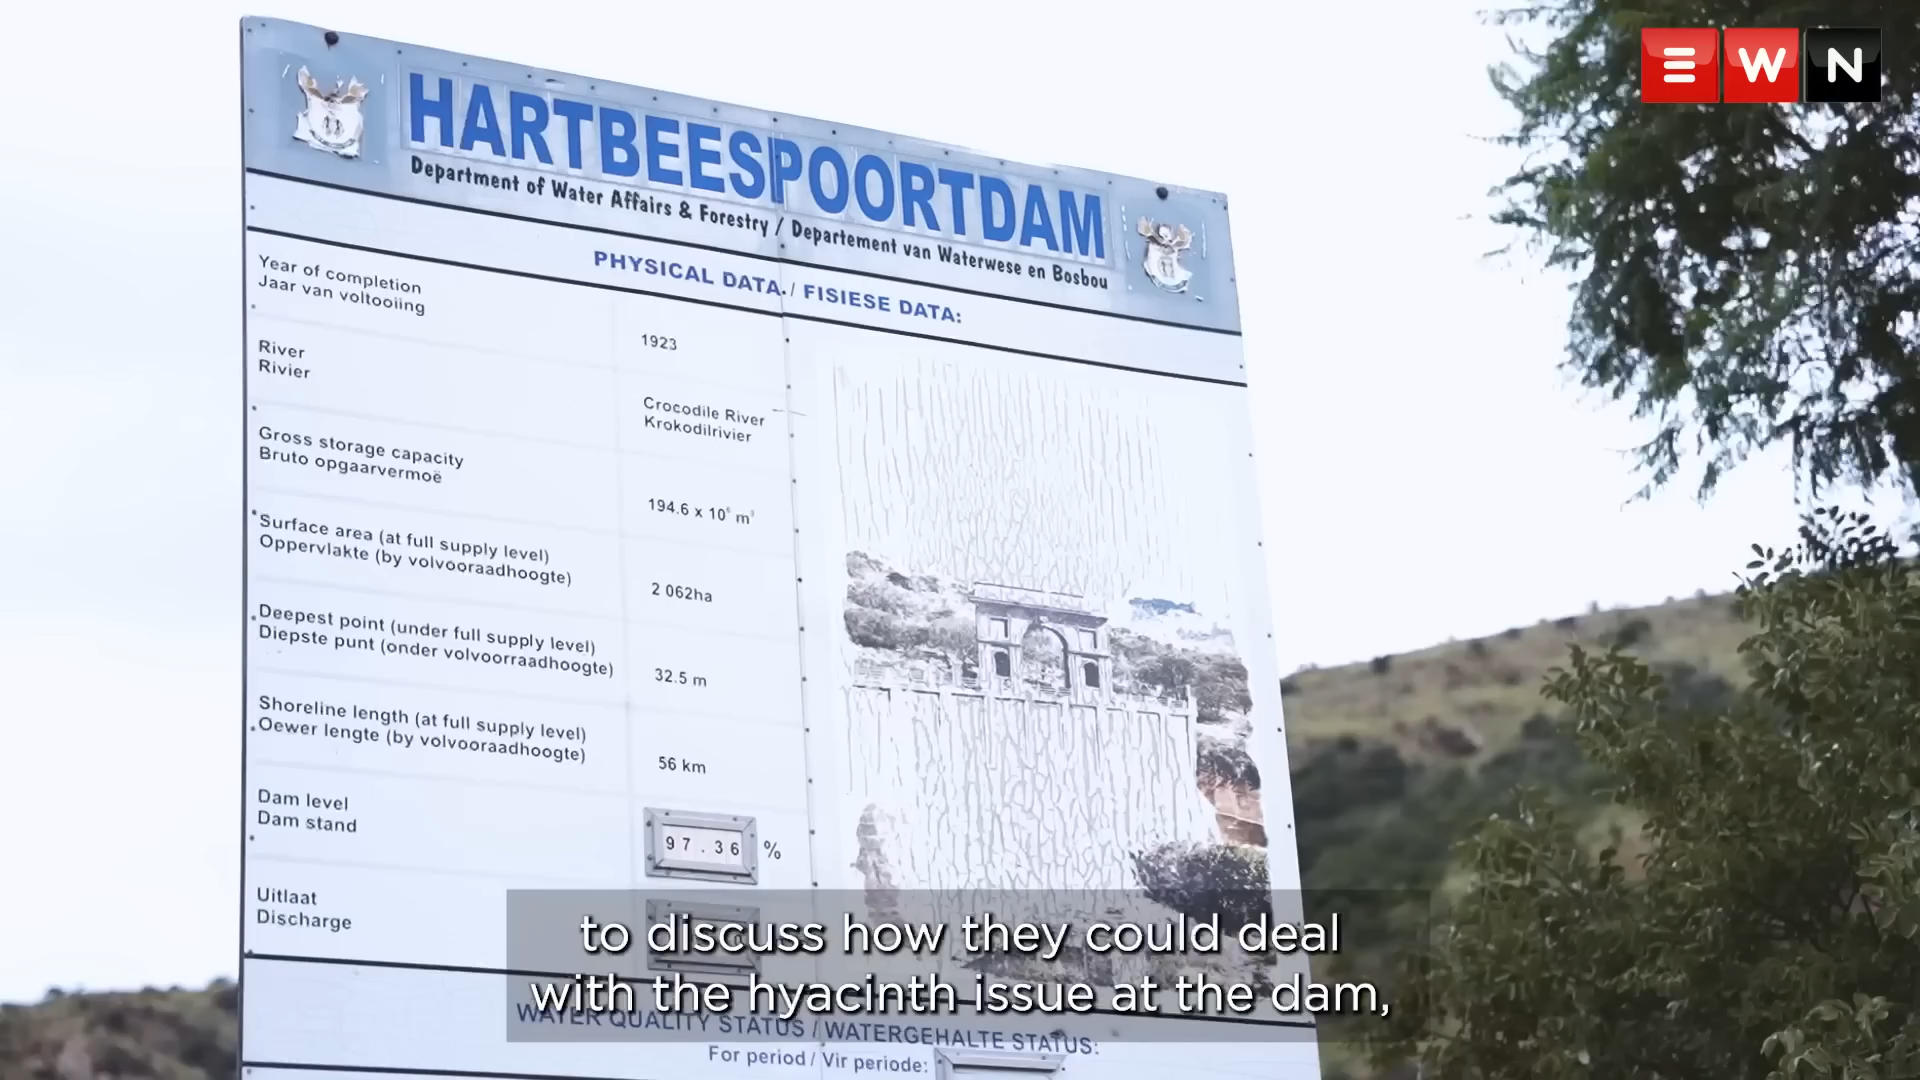 EWN
HARTBEESPOORTDAM
Department of Water Affairs & Forestry / Departement van Waterwese en Bosbou
PHYSICAL DATA / FISIESE DATA:
Year of completion
Jaar van voltooiing
1923
River
Rivier
Crocodile River
Krokodilrivier
Gross storage capacity
Bruto opgaarvermoë
194.6 x 10⁶ m³
Surface area (at full supply level)
Oppervlakte (by volvooraadhoogte)
2 062ha
Deepest point (under full supply level)
Diepste punt (onder volvoorraadhoogte)
32.5 m
Shoreline length (at full supply level)
Oewer lengte (by volvooraadhoogte)
56 km
Dam level
Dam stand
97.36 %
Uitlaat
Discharge
to discuss how they could deal
with the hyacinth issue at the dam,
WATER QUALITY STATUS / WATERGEHALTE STATUS:
For period / Vir periode: